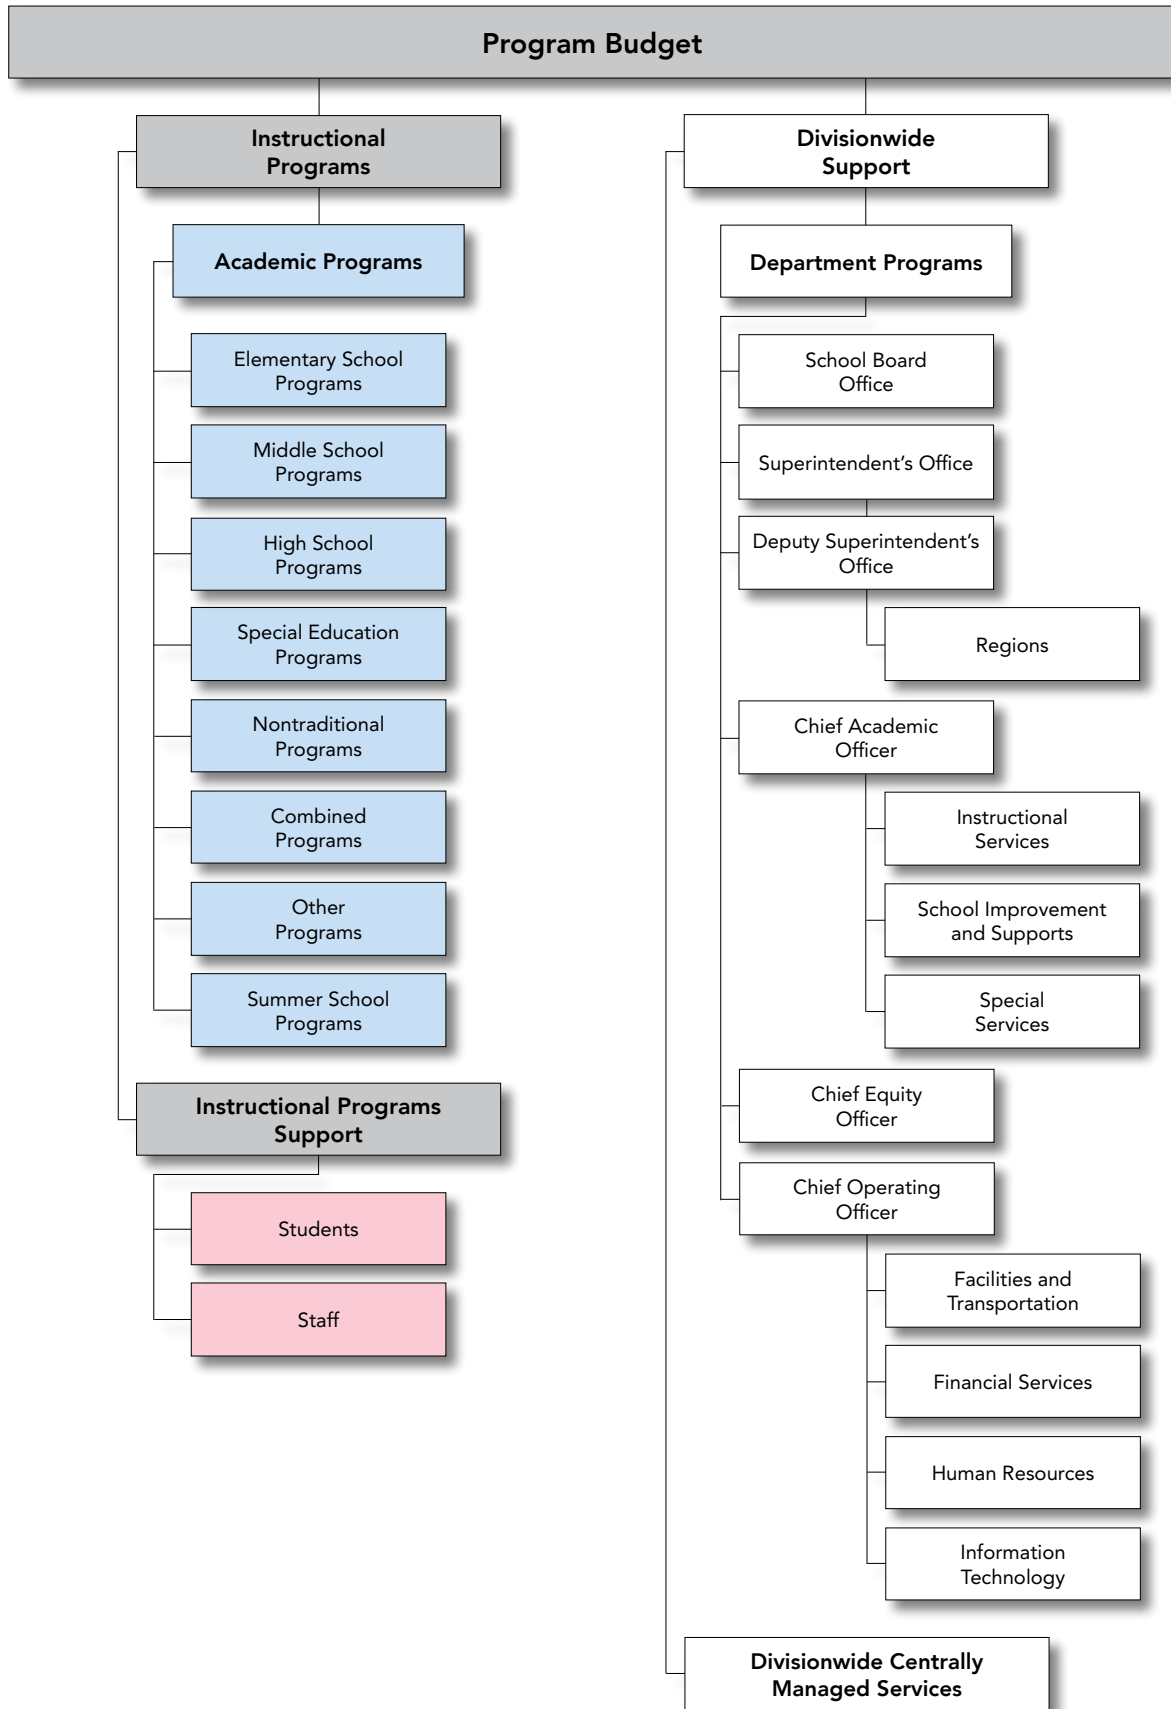 Program Budget
Instructional
Programs
Academic Programs
Elementary School
Programs
Middle School
Programs
High School
Programs
Special Education
Programs
Nontraditional
Programs
Combined
Programs
Other
Programs
Summer School
Programs
Instructional Programs
Support
Students
Staff
Divisionwide
Support
Department Programs
School Board
Office
Superintendent’s Office
Deputy Superintendent’s
Office
Regions
Chief Academic
Officer
Instructional
Services
School Improvement
and Supports
Special
Services
Chief Equity
Officer
Chief Operating
Officer
Facilities and
Transportation
Financial Services
Human Resources
Information
Technology
Divisionwide Centrally
Managed Services